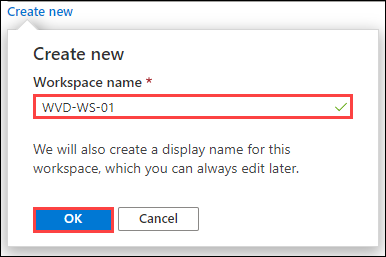 Create new
Create new
Workspace name *
WVD-WS-01
We will also create a display name for this
workspace, which you can always edit later.
OK Cancel